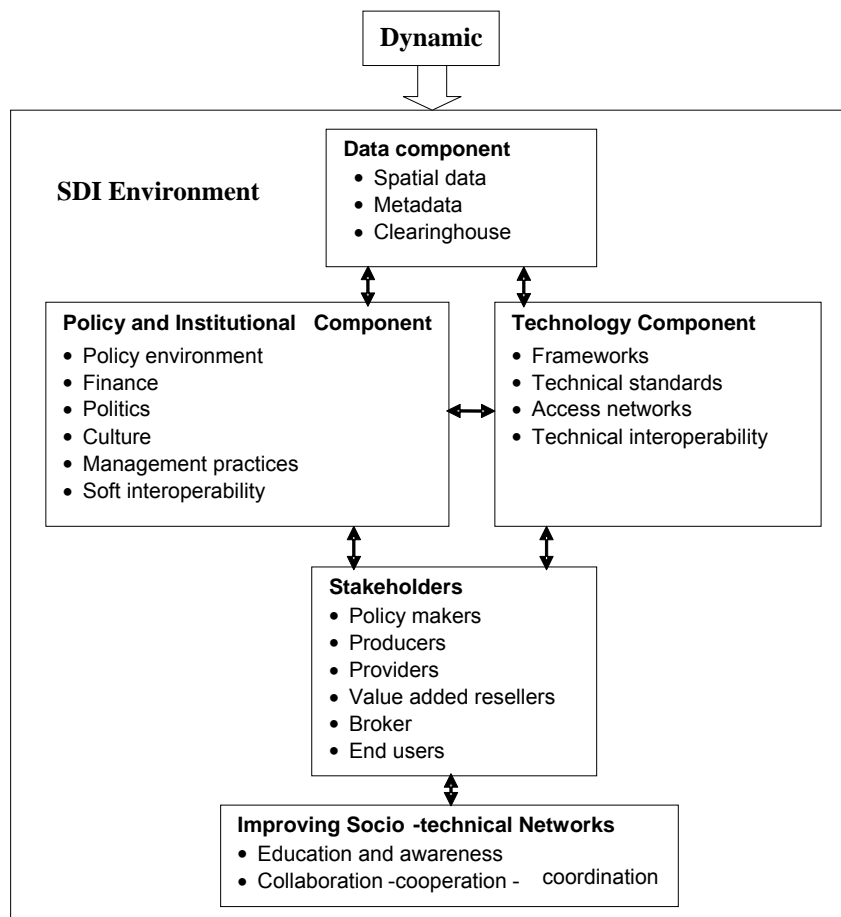 Dynamic
SDI Environment
Data component
• Spatial data
• Metadata
• Clearinghouse
Policy and Institutional Component
• Policy environment
• Finance
• Politics
• Culture
• Management practices
• Soft interoperability
Technology Component
• Frameworks
• Technical standards
• Access networks
• Technical interoperability
Stakeholders
• Policy makers
• Producers
• Providers
• Value added resellers
• Broker
• End users
Improving Socio -technical Networks
• Education and awareness
• Collaboration -cooperation - coordination